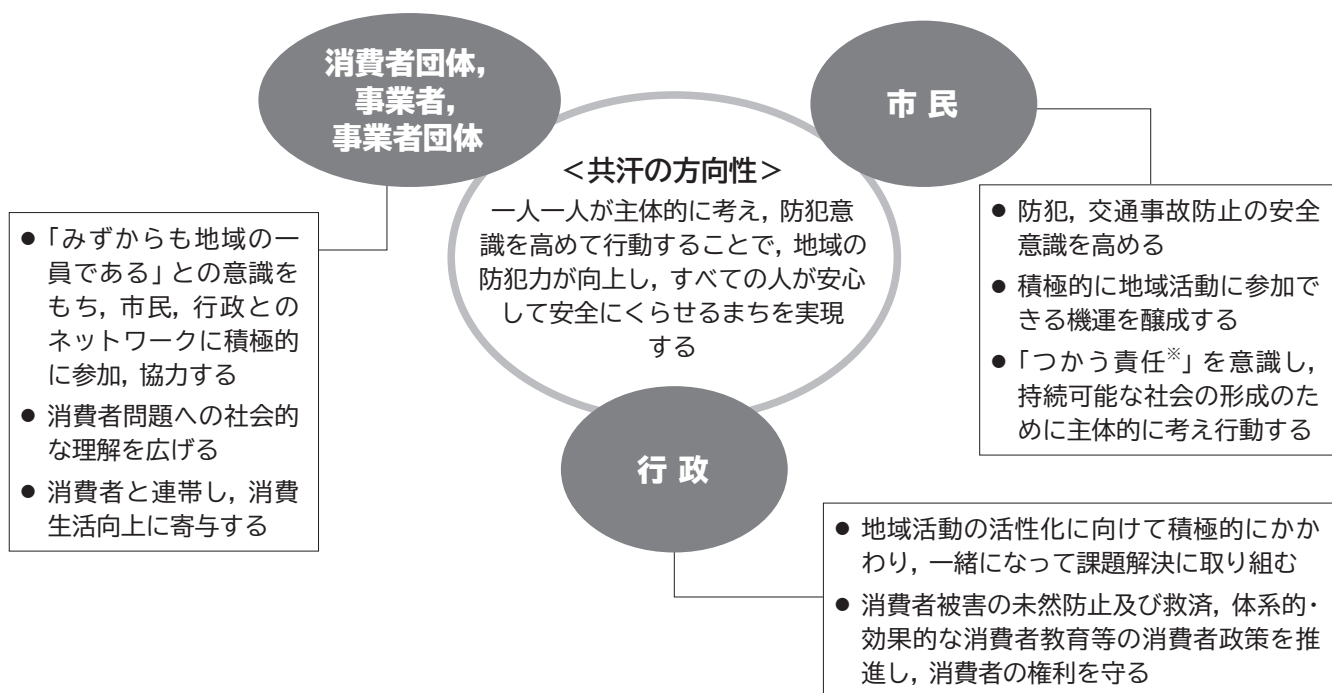 消費者団体,
事業者,
事業者団体
市 民
<共汗の方向性>
一人一人が主体的に考え, 防犯意
識を高めて行動することで, 地域の
防犯力が向上し, すべての人が安心
して安全にくらせるまちを実現
する
● 「みずからも地域の一
員である」との意識を
もち, 市民, 行政との
ネットワークに積極的
に参加, 協力する
● 消費者問題への社会的
な理解を広げる
● 消費者と連帯し, 消費
生活向上に寄与する
● 防犯, 交通事故防止の安全
意識を高める
● 積極的に地域活動に参加で
きる機運を醸成する
● 「つかう責任※」を意識し,
持続可能な社会の形成のた
めに主体的に考え行動する
行 政
● 地域活動の活性化に向けて積極的にかか
わり, 一緒になって課題解決に取り組む
● 消費者被害の未然防止及び救済, 体系的・
効果的な消費者教育等の消費者政策を推
進し, 消費者の権利を守る